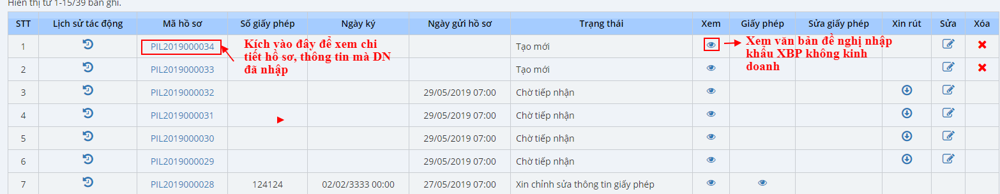 Hiển thị từ 1-15/39 bản ghi.
STT Lịch sử tác động Mã hồ sơ Số giấy phép Ngày ký Ngày gửi hồ sơ Trạng thái Xem Giấy phép Sửa giấy phép Xin rút Sửa Xóa
1 PIL2019000034 Tạo mới
Kích vào đây để xem chi
tiết hồ sơ, thông tin mà DN
đã nhập
Xem văn bản đề nghị nhập
khẩu XBP không kinh
doanh
2 PIL2019000033 Tạo mới
3 PIL2019000032 29/05/2019 07:00 Chờ tiếp nhận
4 PIL2019000031 29/05/2019 07:00 Chờ tiếp nhận
5 PIL2019000030 29/05/2019 07:00 Chờ tiếp nhận
6 PIL2019000029 29/05/2019 07:00 Chờ tiếp nhận
7 PIL2019000028 124124 02/02/3333 00:00 27/05/2019 07:00 Xin chỉnh sửa thông tin giấy phép